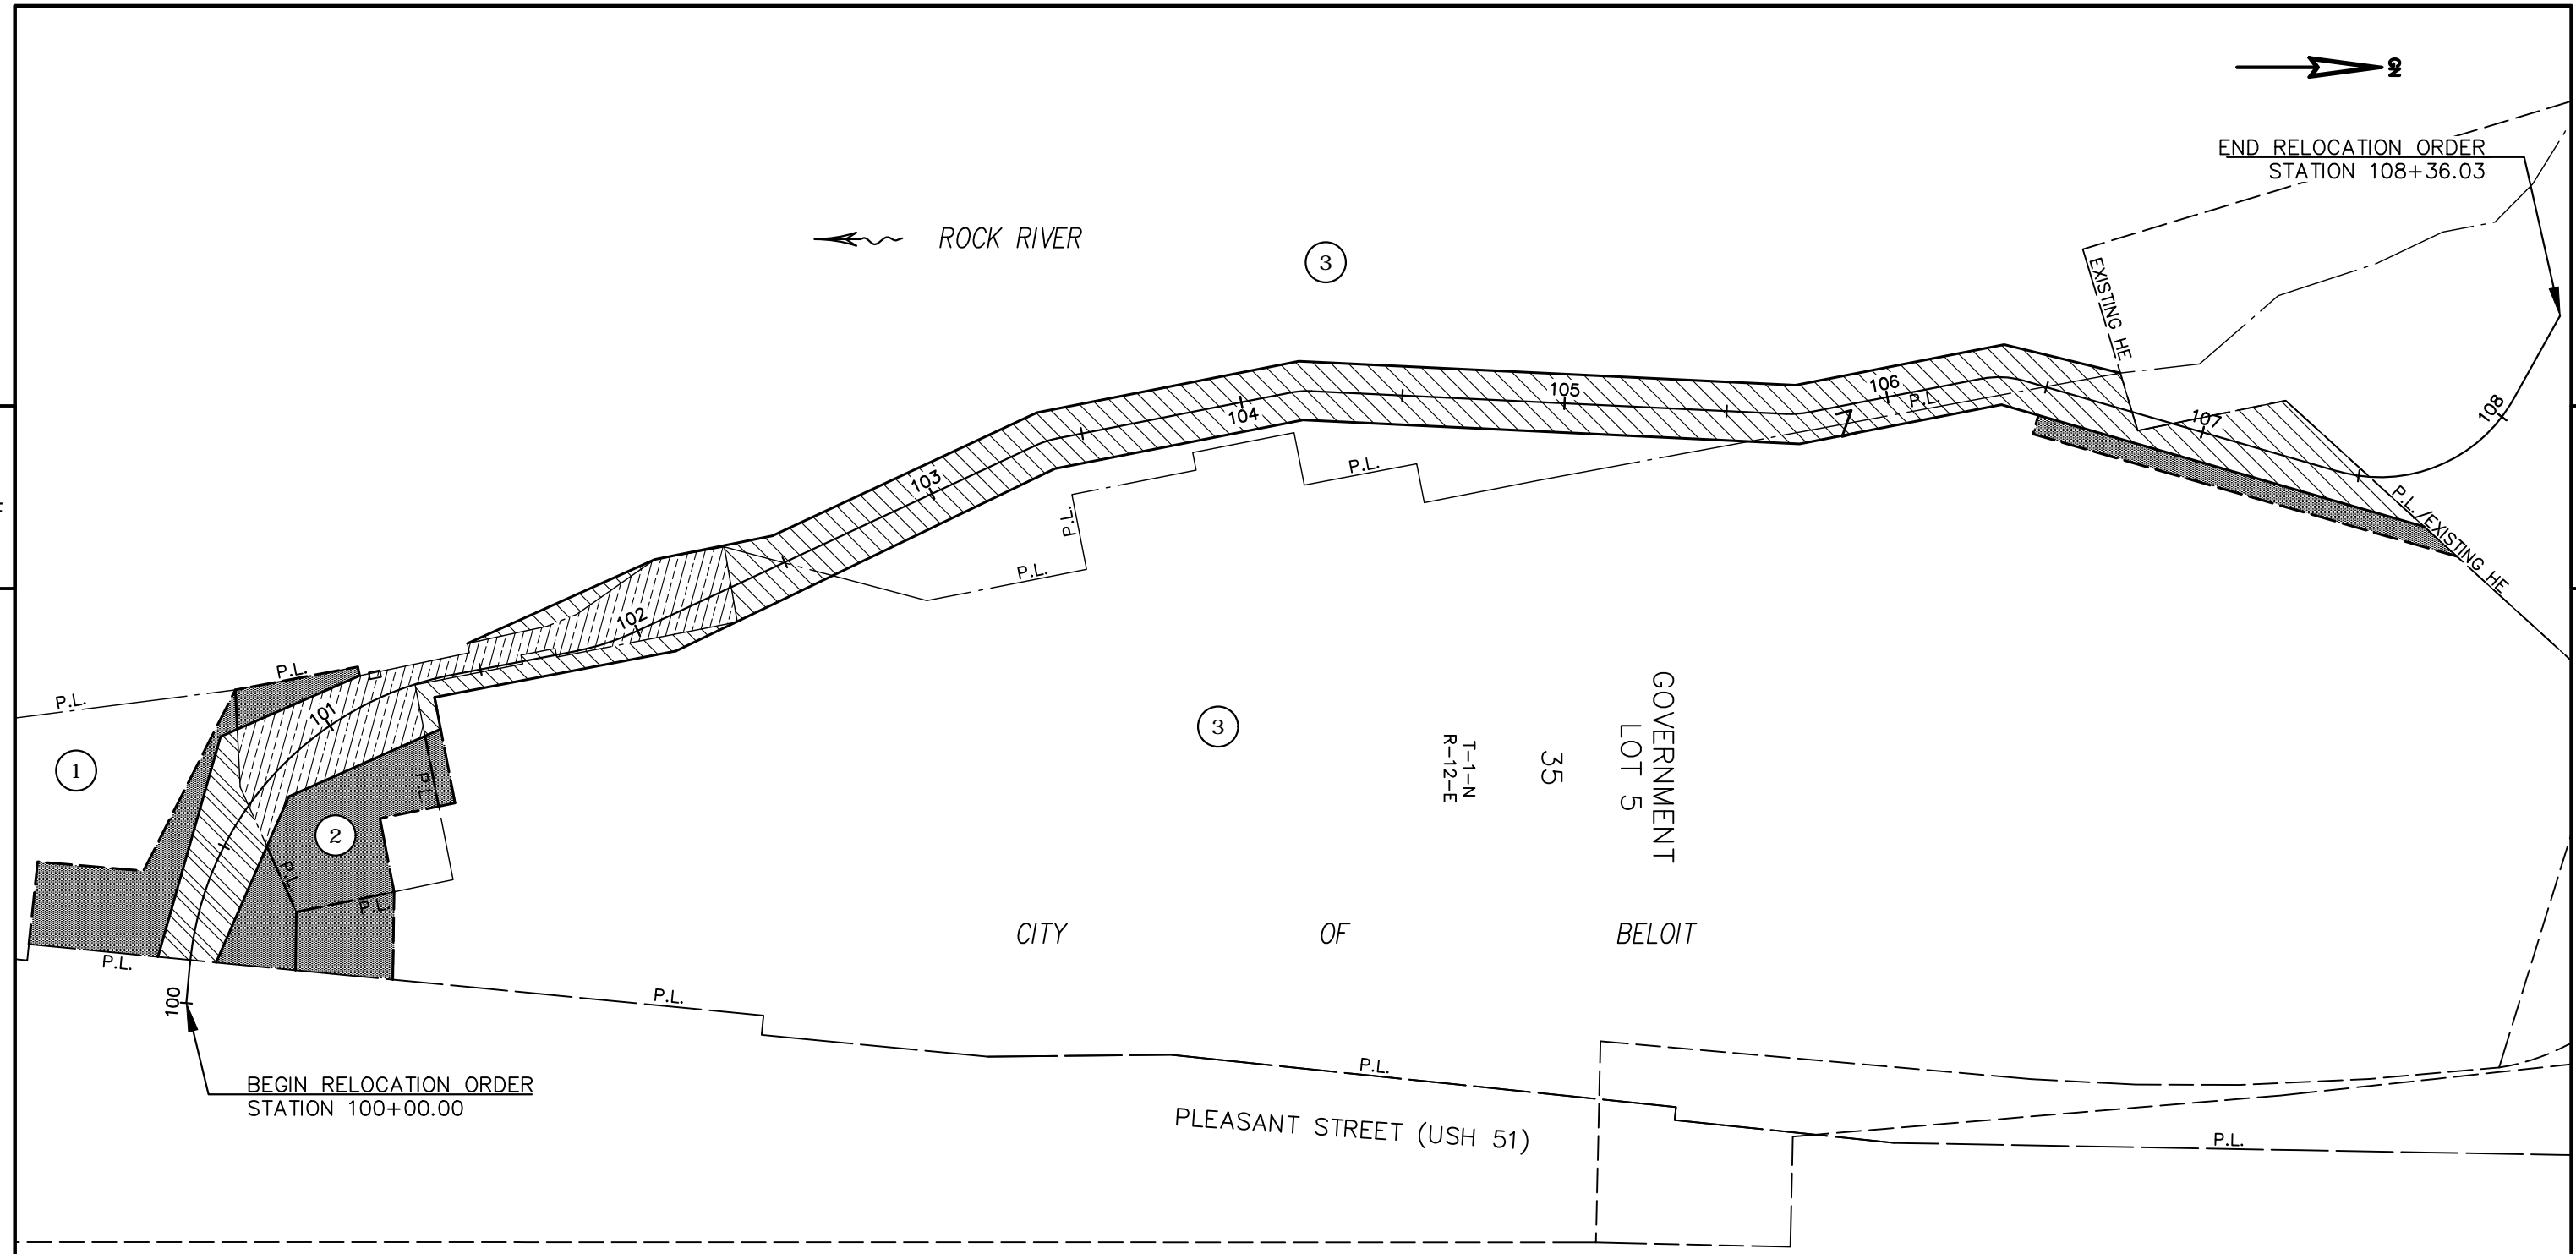 GN
END RELOCATION ORDER
STATION 108+36.03
ROCK RIVER
3
EXISTING HE
105
106
104
P.L.
7
107
108
P.L.
103
P.L.
P.L./EXISTING HE
P.L.
102
P.L.
P.L.
101
1
P.L.
2
P.L.
P.L.
3
GOVERNMENT
LOT 5
35
T-1-N
R-12-E
CITY OF BELOIT
P.L.
100
P.L.
BEGIN RELOCATION ORDER
STATION 100+00.00
P.L.
PLEASANT STREET (USH 51)
P.L.